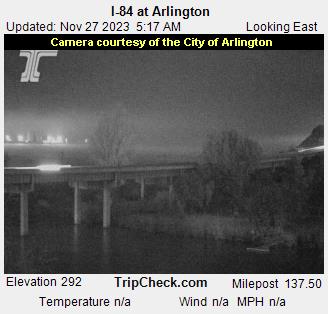 I-84 at Arlington
Updated: Nov 27 2023 5:17 AM Looking East
Camera courtesy of the City of Arlington
Elevation 292 TripCheck.com Milepost 137.50
Temperature n/a Wind n/a MPH n/a